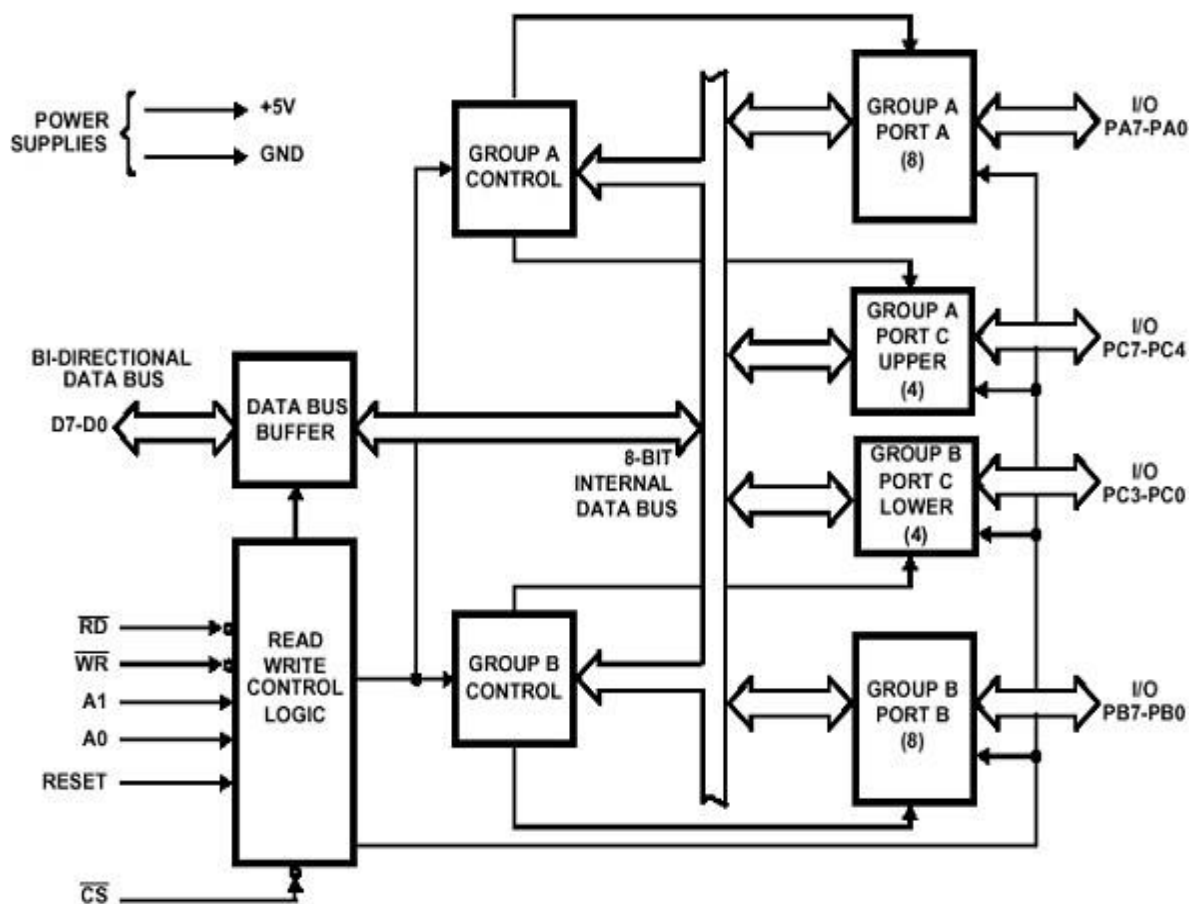 POWER
SUPPLIES
+5V
GND
GROUP A
CONTROL
GROUP A
PORT A
(8)
I/O
PA7-PA0
GROUP A
PORT C
UPPER
(4)
I/O
PC7-PC4
BI-DIRECTIONAL
DATA BUS
D7-D0
DATA BUS
BUFFER
8-BIT
INTERNAL
DATA BUS
GROUP B
PORT C
LOWER
(4)
I/O
PC3-PC0
RD
WR
A1
A0
RESET
CS
READ
WRITE
CONTROL
LOGIC
GROUP B
CONTROL
GROUP B
PORT B
(8)
I/O
PB7-PB0